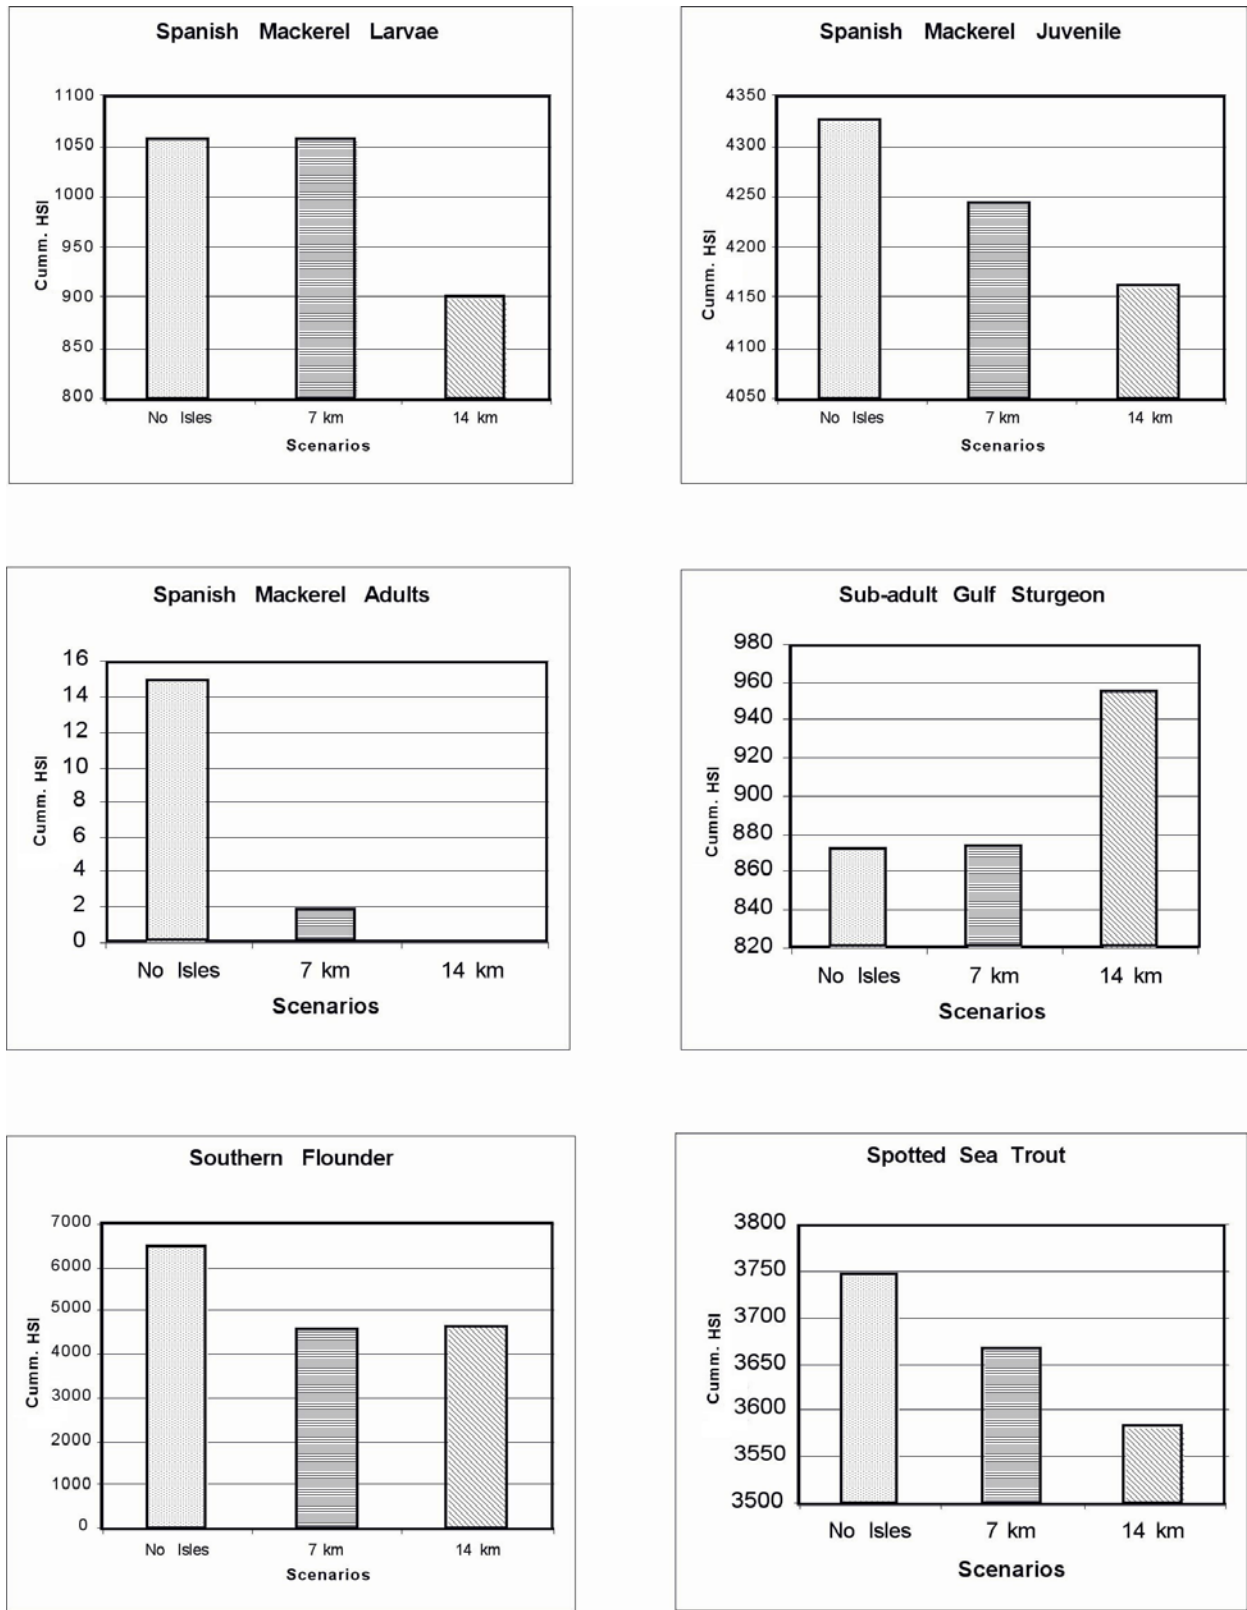 Spanish Mackerel Larvae
1100
1050
1000
950
900
850
800
Cumm. HSI
No Isles 7 km 14 km
Scenarios
Spanish Mackerel Juvenile
4350
4300
4250
4200
4150
4100
4050
Cumm. HSI
No Isles 7 km 14 km
Scenarios
Spanish Mackerel Adults
16
14
12
10
8
6
4
2
0
Cumm. HSI
No Isles 7 km 14 km
Scenarios
Sub-adult Gulf Sturgeon
980
960
940
920
900
880
860
840
820
Cumm. HSI
No Isles 7 km 14 km
Scenarios
Southern Flounder
7000
6000
5000
4000
3000
2000
1000
0
Cumm. HSI
No Isles 7 km 14 km
Scenarios
Spotted Sea Trout
3800
3750
3700
3650
3600
3550
3500
Cumm. HSI
No Isles 7 km 14 km
Scenarios